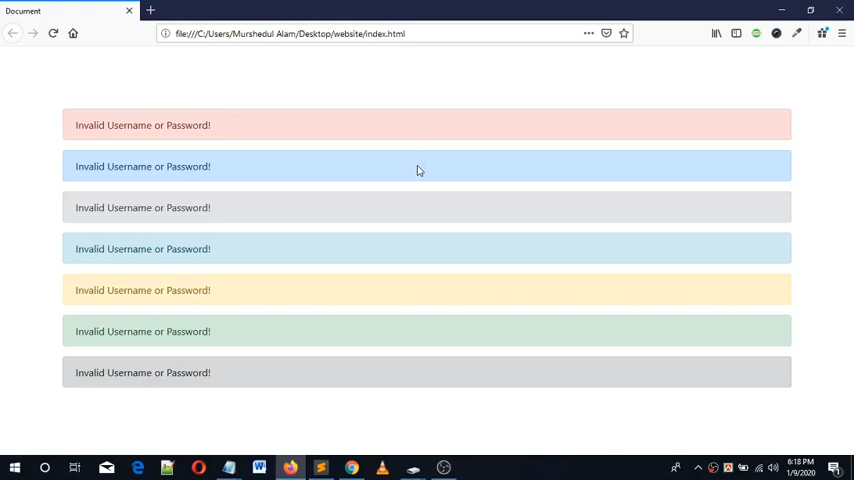 Document
file:///C:/Users/Murshedul Alam/Desktop/website/index.html
Invalid Username or Password!
Invalid Username or Password!
Invalid Username or Password!
Invalid Username or Password!
Invalid Username or Password!
Invalid Username or Password!
Invalid Username or Password!
6:18 PM
1/9/2020